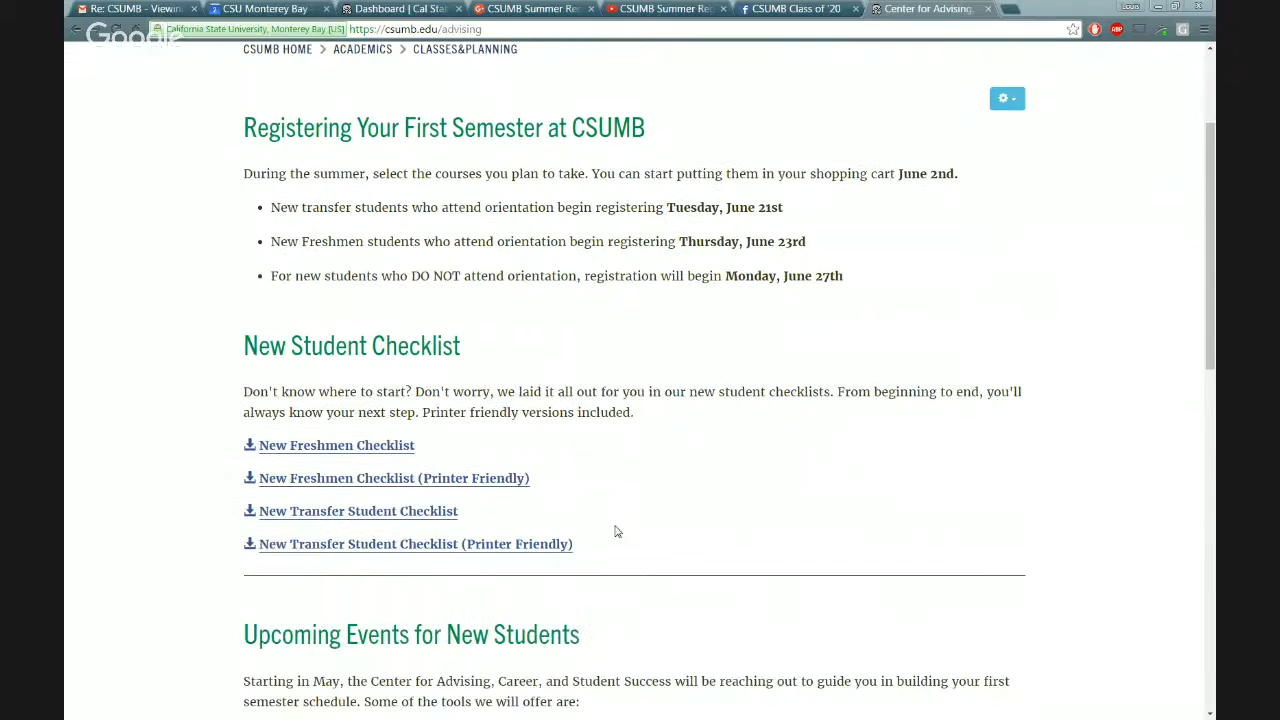 Re: CSUMB - Viewin
CSU Monterey Bay
Dashboard | Cal Stat
CSUMB Summer Re
CSUMB Summer Re
CSUMB Class of '20
Center for Advising,
Louis
Google
California State University, Monterey Bay [US]
https://csumb.edu/advising
ABP
G
CSUMB HOME > ACADEMICS > CLASSES&PLANNING
Registering Your First Semester at CSUMB
During the summer, select the courses you plan to take. You can start putting them in your shopping cart June 2nd.
• New transfer students who attend orientation begin registering Tuesday, June 21st
• New Freshmen students who attend orientation begin registering Thursday, June 23rd
• For new students who DO NOT attend orientation, registration will begin Monday, June 27th
New Student Checklist
Don't know where to start? Don't worry, we laid it all out for you in our new student checklists. From beginning to end, you'll
always know your next step. Printer friendly versions included.
New Freshmen Checklist
New Freshmen Checklist (Printer Friendly)
New Transfer Student Checklist
New Transfer Student Checklist (Printer Friendly)
Upcoming Events for New Students
Starting in May, the Center for Advising, Career, and Student Success will be reaching out to guide you in building your first
semester schedule. Some of the tools we will offer are: